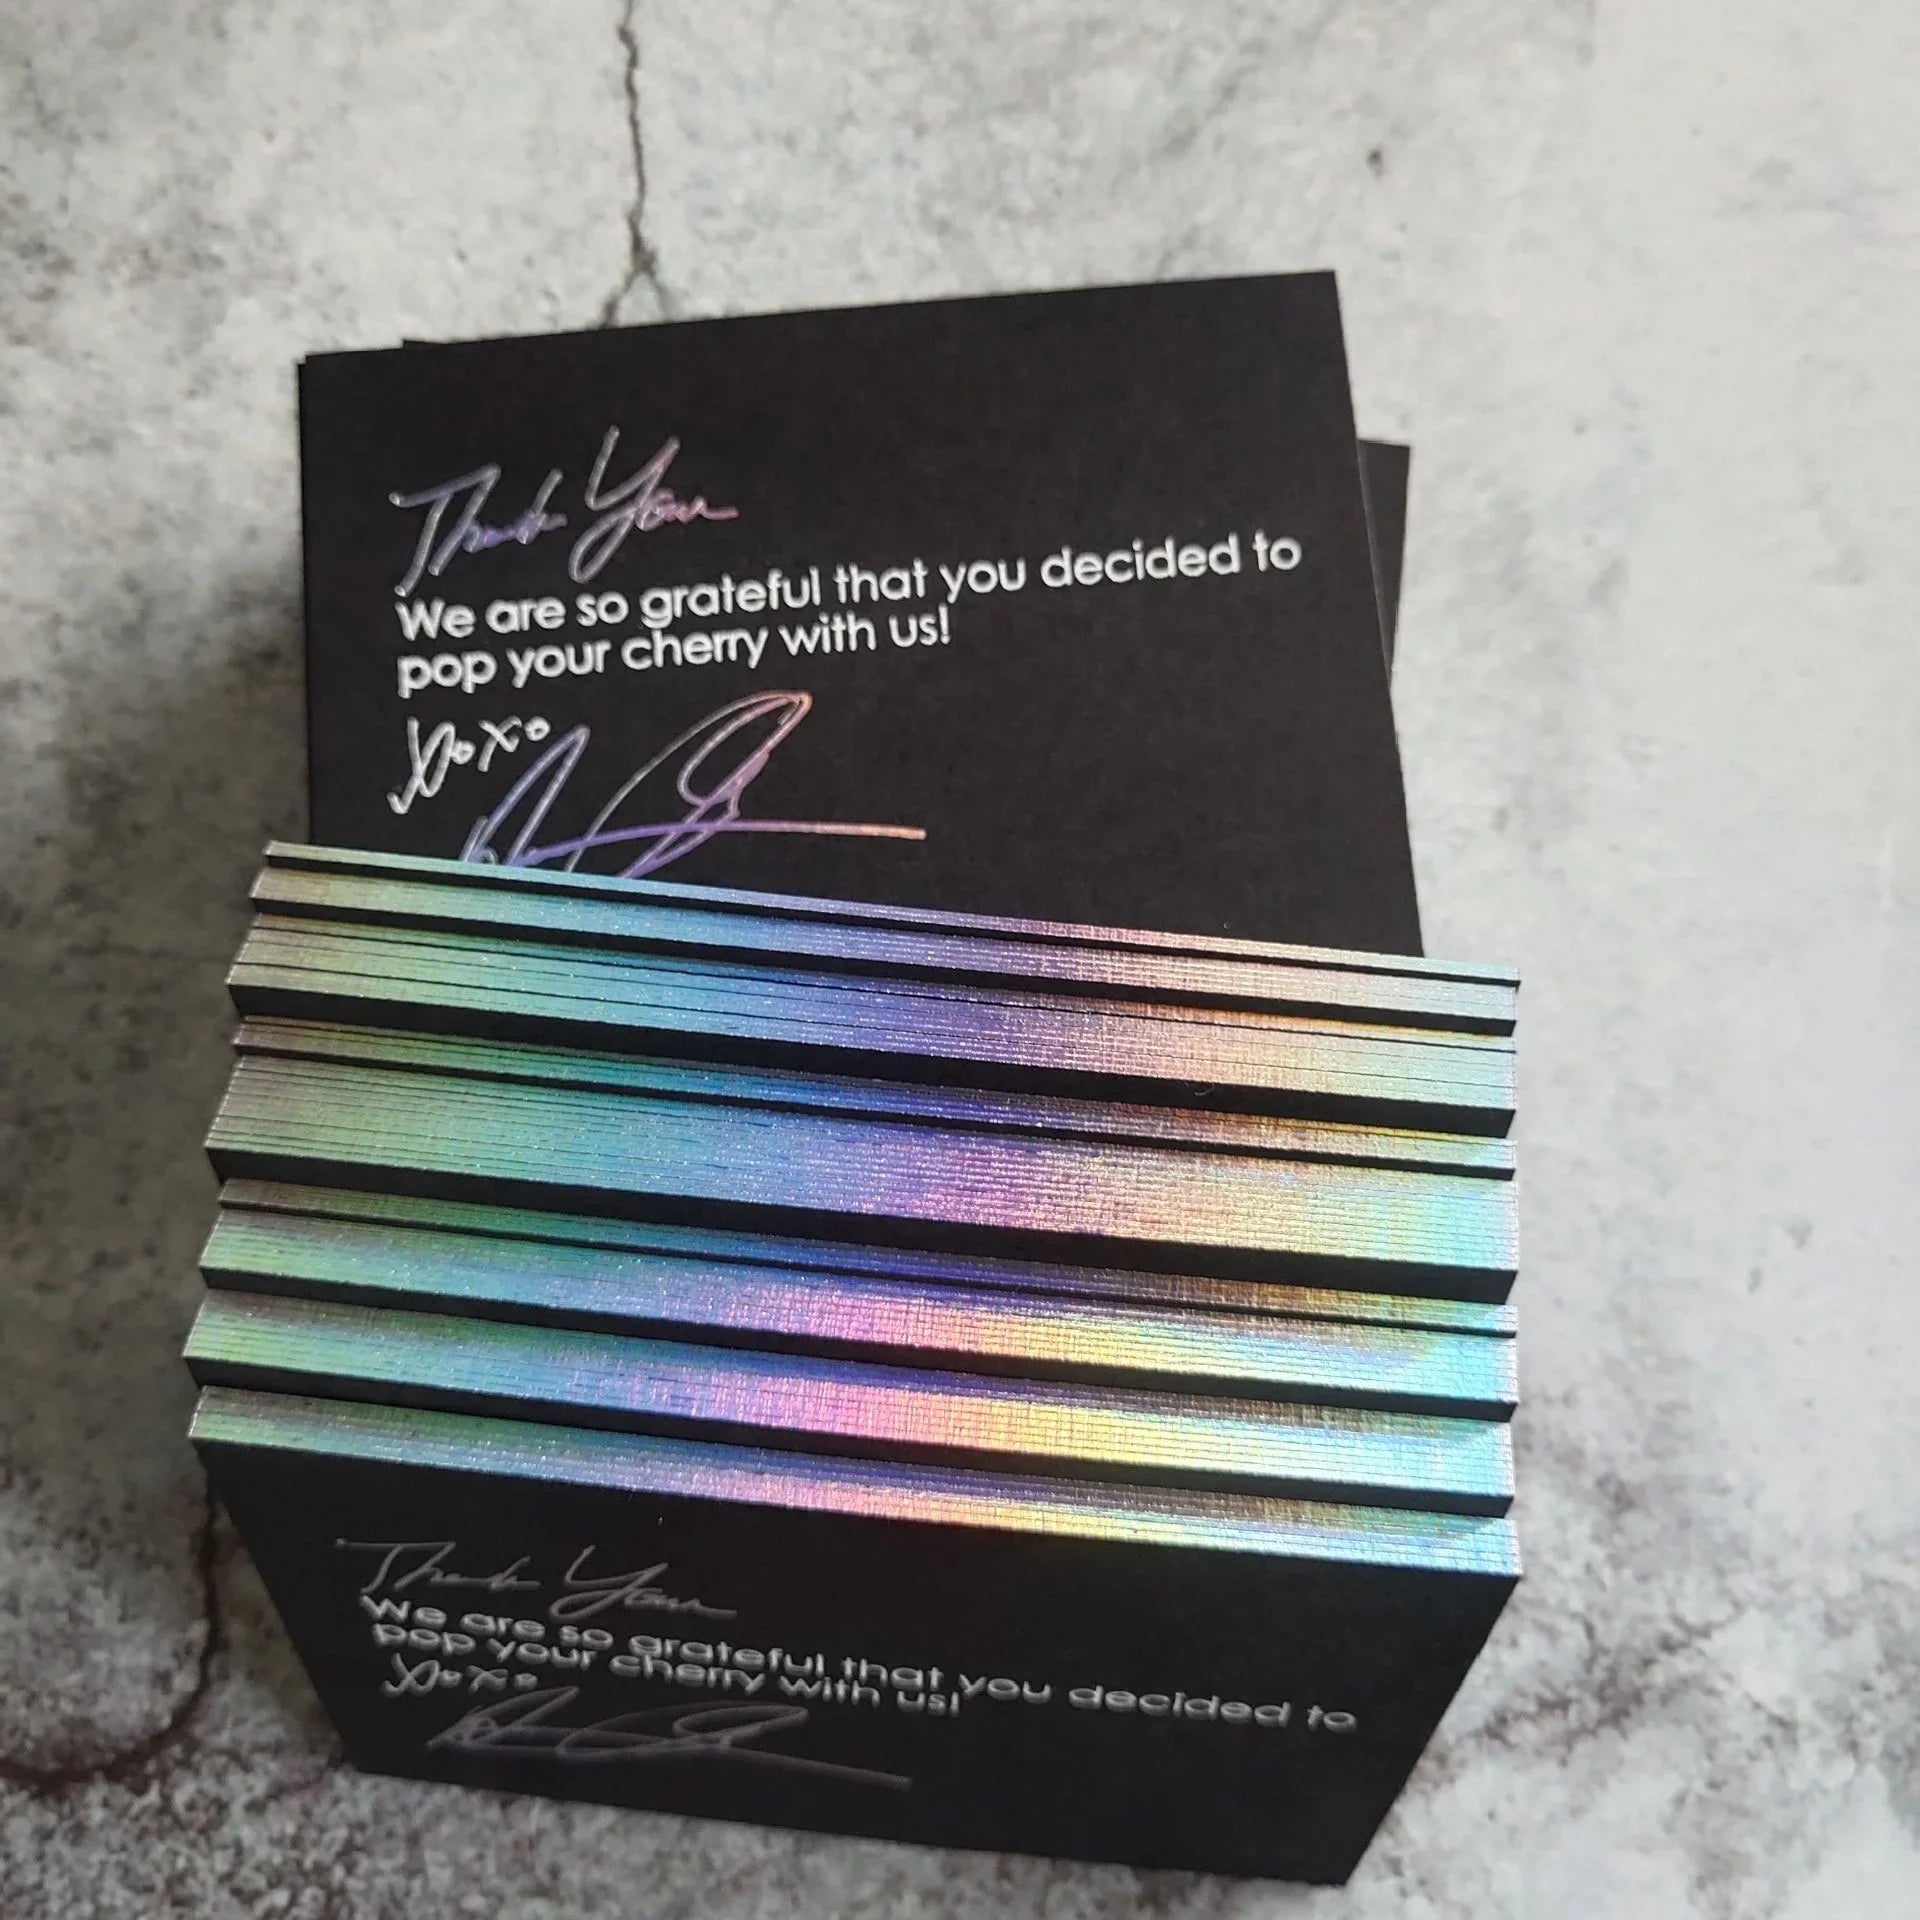 Thank You
We are so grateful that you decided to
pop your cherry with us!
xoxo
Thank You
We are so grateful that you decided to
pop your cherry with us!
xoxo